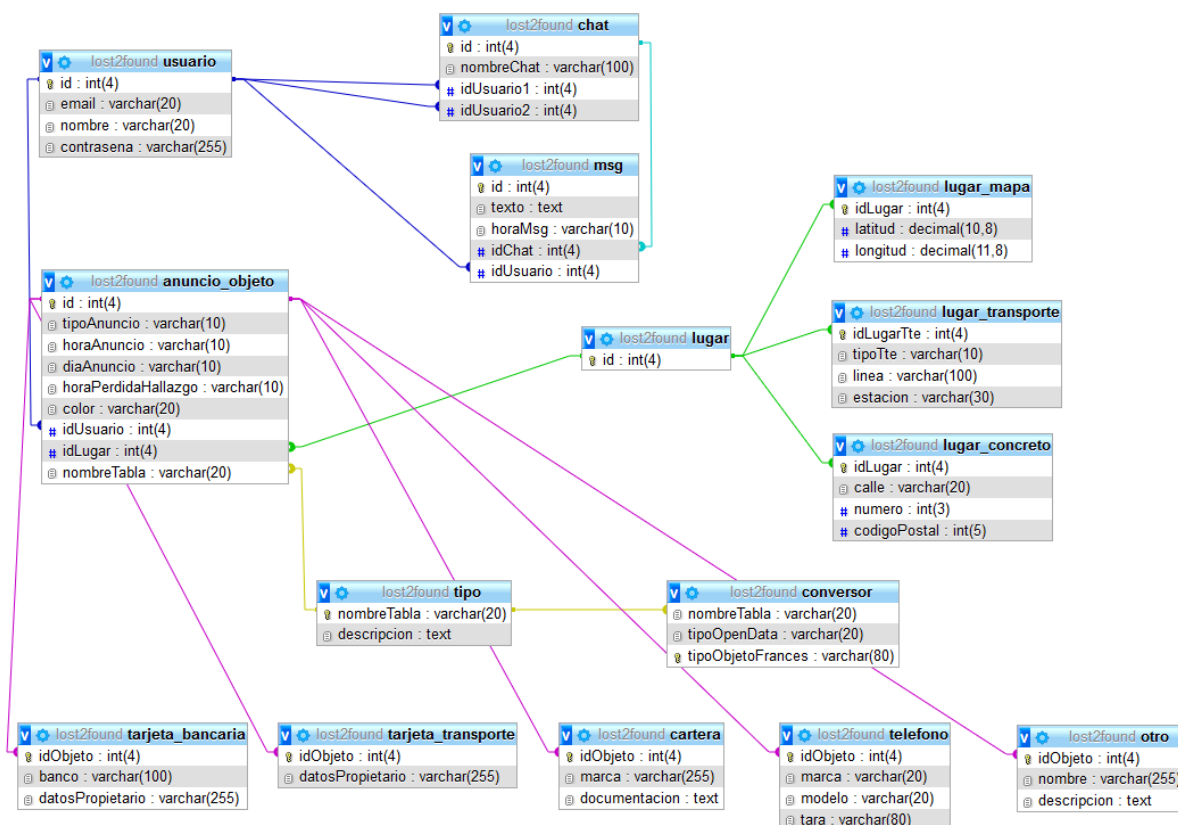 lost2found usuario
id : int(4)
email : varchar(20)
nombre : varchar(20)
contrasena : varchar(255)
lost2found chat
id : int(4)
nombreChat : varchar(100)
idUsuario1 : int(4)
idUsuario2 : int(4)
lost2found msg
id : int(4)
texto : text
horaMsg : varchar(10)
idChat : int(4)
idUsuario : int(4)
lost2found lugar_mapa
idLugar : int(4)
latitud : decimal(10,8)
longitud : decimal(11,8)
lost2found anuncio_objeto
id : int(4)
tipoAnuncio : varchar(10)
horaAnuncio : varchar(10)
diaAnuncio : varchar(10)
horaPerdidaHallazgo : varchar(10)
color : varchar(20)
idUsuario : int(4)
idLugar : int(4)
nombreTabla : varchar(20)
lost2found lugar
id : int(4)
lost2found lugar_transporte
idLugarTte : int(4)
tipoTte : varchar(10)
linea : varchar(100)
estacion : varchar(30)
lost2found lugar_concreto
idLugar : int(4)
calle : varchar(20)
numero : int(3)
codigoPostal : int(5)
lost2found tipo
nombreTabla : varchar(20)
descripcion : text
lost2found conversor
nombreTabla : varchar(20)
tipoOpenData : varchar(20)
tipoObjetoFrances : varchar(80)
lost2found tarjeta_bancaria
idObjeto : int(4)
banco : varchar(100)
datosPropietario : varchar(255)
lost2found tarjeta_transporte
idObjeto : int(4)
datosPropietario : varchar(255)
lost2found cartera
idObjeto : int(4)
marca : varchar(255)
documentacion : text
lost2found telefono
idObjeto : int(4)
marca : varchar(20)
modelo : varchar(20)
tara : varchar(80)
lost2found otro
idObjeto : int(4)
nombre : varchar(255)
descripcion : text